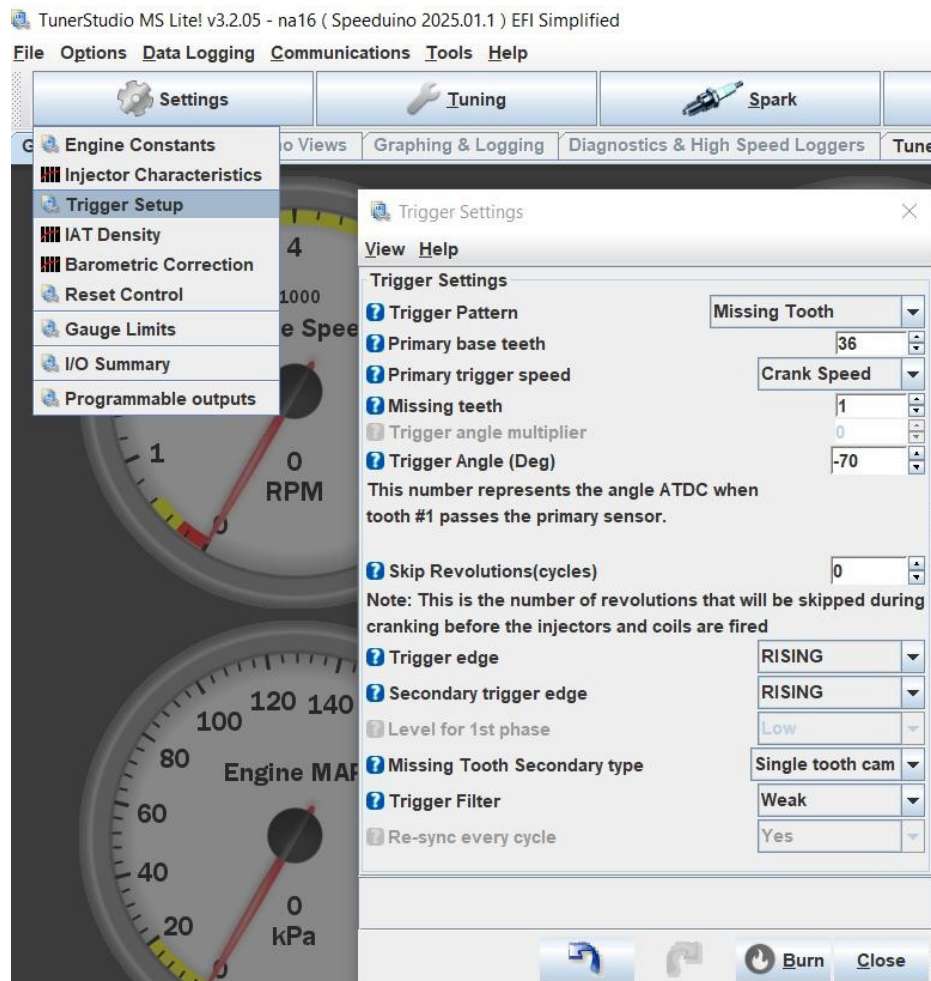 TunerStudio MS Lite! v3.2.05 - na16 ( Speeduino 2025.01.1 ) EFI Simplified
File Options Data Logging Communications Tools Help
Settings Tuning Spark
G o Views Graphing & Logging Diagnostics & High Speed Loggers Tune
Engine Constants
Injector Characteristics
Trigger Setup
IAT Density
Barometric Correction
Reset Control
Gauge Limits
I/O Summary
Programmable outputs
4
1000
e Spee
1
0
RPM
0
120 140
100
80
Engine MAP
60
40
0
20
kPa
0
Trigger Settings
View Help
Trigger Settings
Trigger Pattern Missing Tooth
Primary base teeth 36
Primary trigger speed Crank Speed
Missing teeth 1
Trigger angle multiplier 0
Trigger Angle (Deg) -70
This number represents the angle ATDC when
tooth #1 passes the primary sensor.
Skip Revolutions(cycles) 0
Note: This is the number of revolutions that will be skipped during
cranking before the injectors and coils are fired
Trigger edge RISING
Secondary trigger edge RISING
Level for 1st phase Low
Missing Tooth Secondary type Single tooth cam
Trigger Filter Weak
Re-sync every cycle Yes
Burn Close